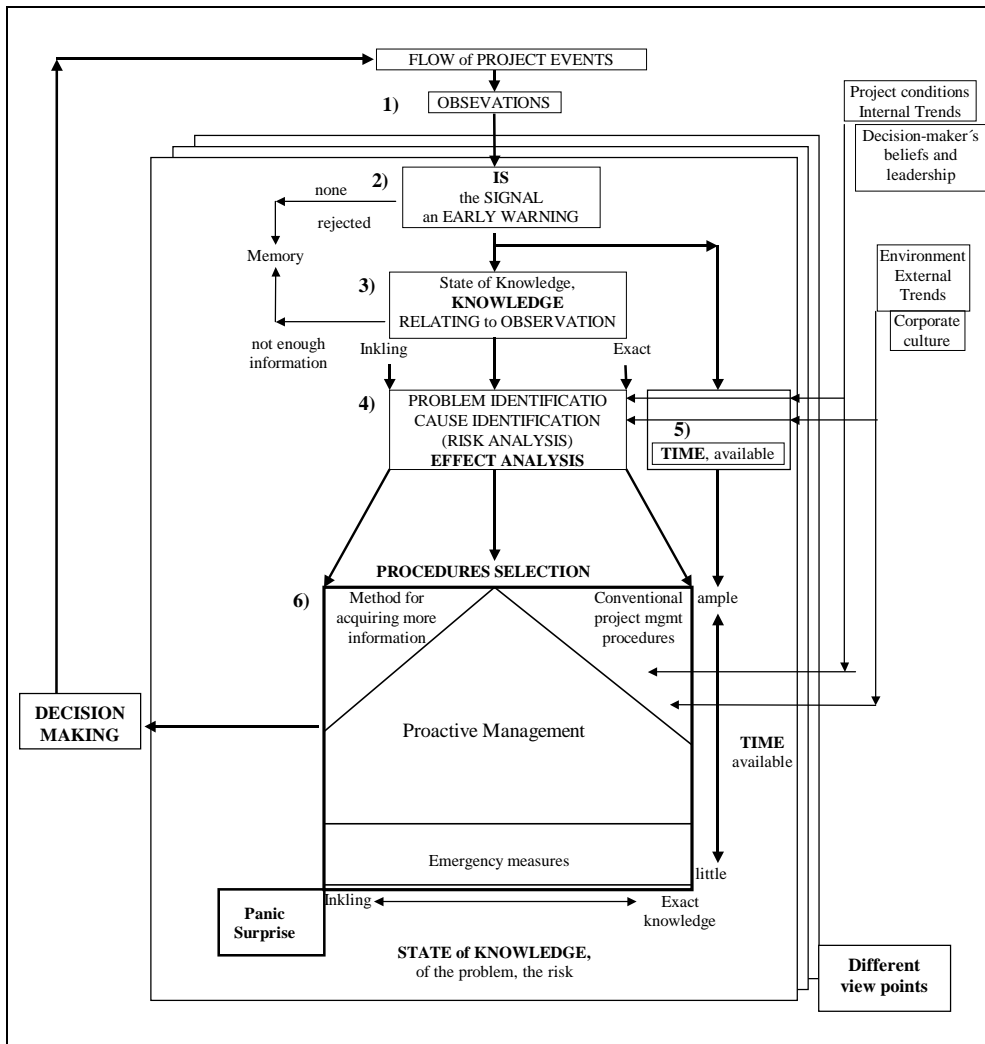 FLOW of PROJECT EVENTS
1)
OBSEVATIONS
Project conditions
Internal Trends
Decision-maker´s
beliefs and
leadership
2)
IS
the SIGNAL
an EARLY WARNING
none
rejected
Memory
Environment
External
Trends
Corporate
culture
3)
State of Knowledge,
KNOWLEDGE
RELATING to OBSERVATION
not enough
information
Inkling
Exact
4)
PROBLEM IDENTIFICATIO
CAUSE IDENTIFICATION
(RISK ANALYSIS)
EFFECT ANALYSIS
5)
TIME, available
PROCEDURES SELECTION
6)
Method for
acquiring more
information
Conventional
project mgmt
procedures
ample
DECISION
MAKING
Proactive Management
TIME
available
Emergency measures
little
Panic
Surprise
Inkling
Exact
knowledge
STATE of KNOWLEDGE,
of the problem, the risk
Different
view points